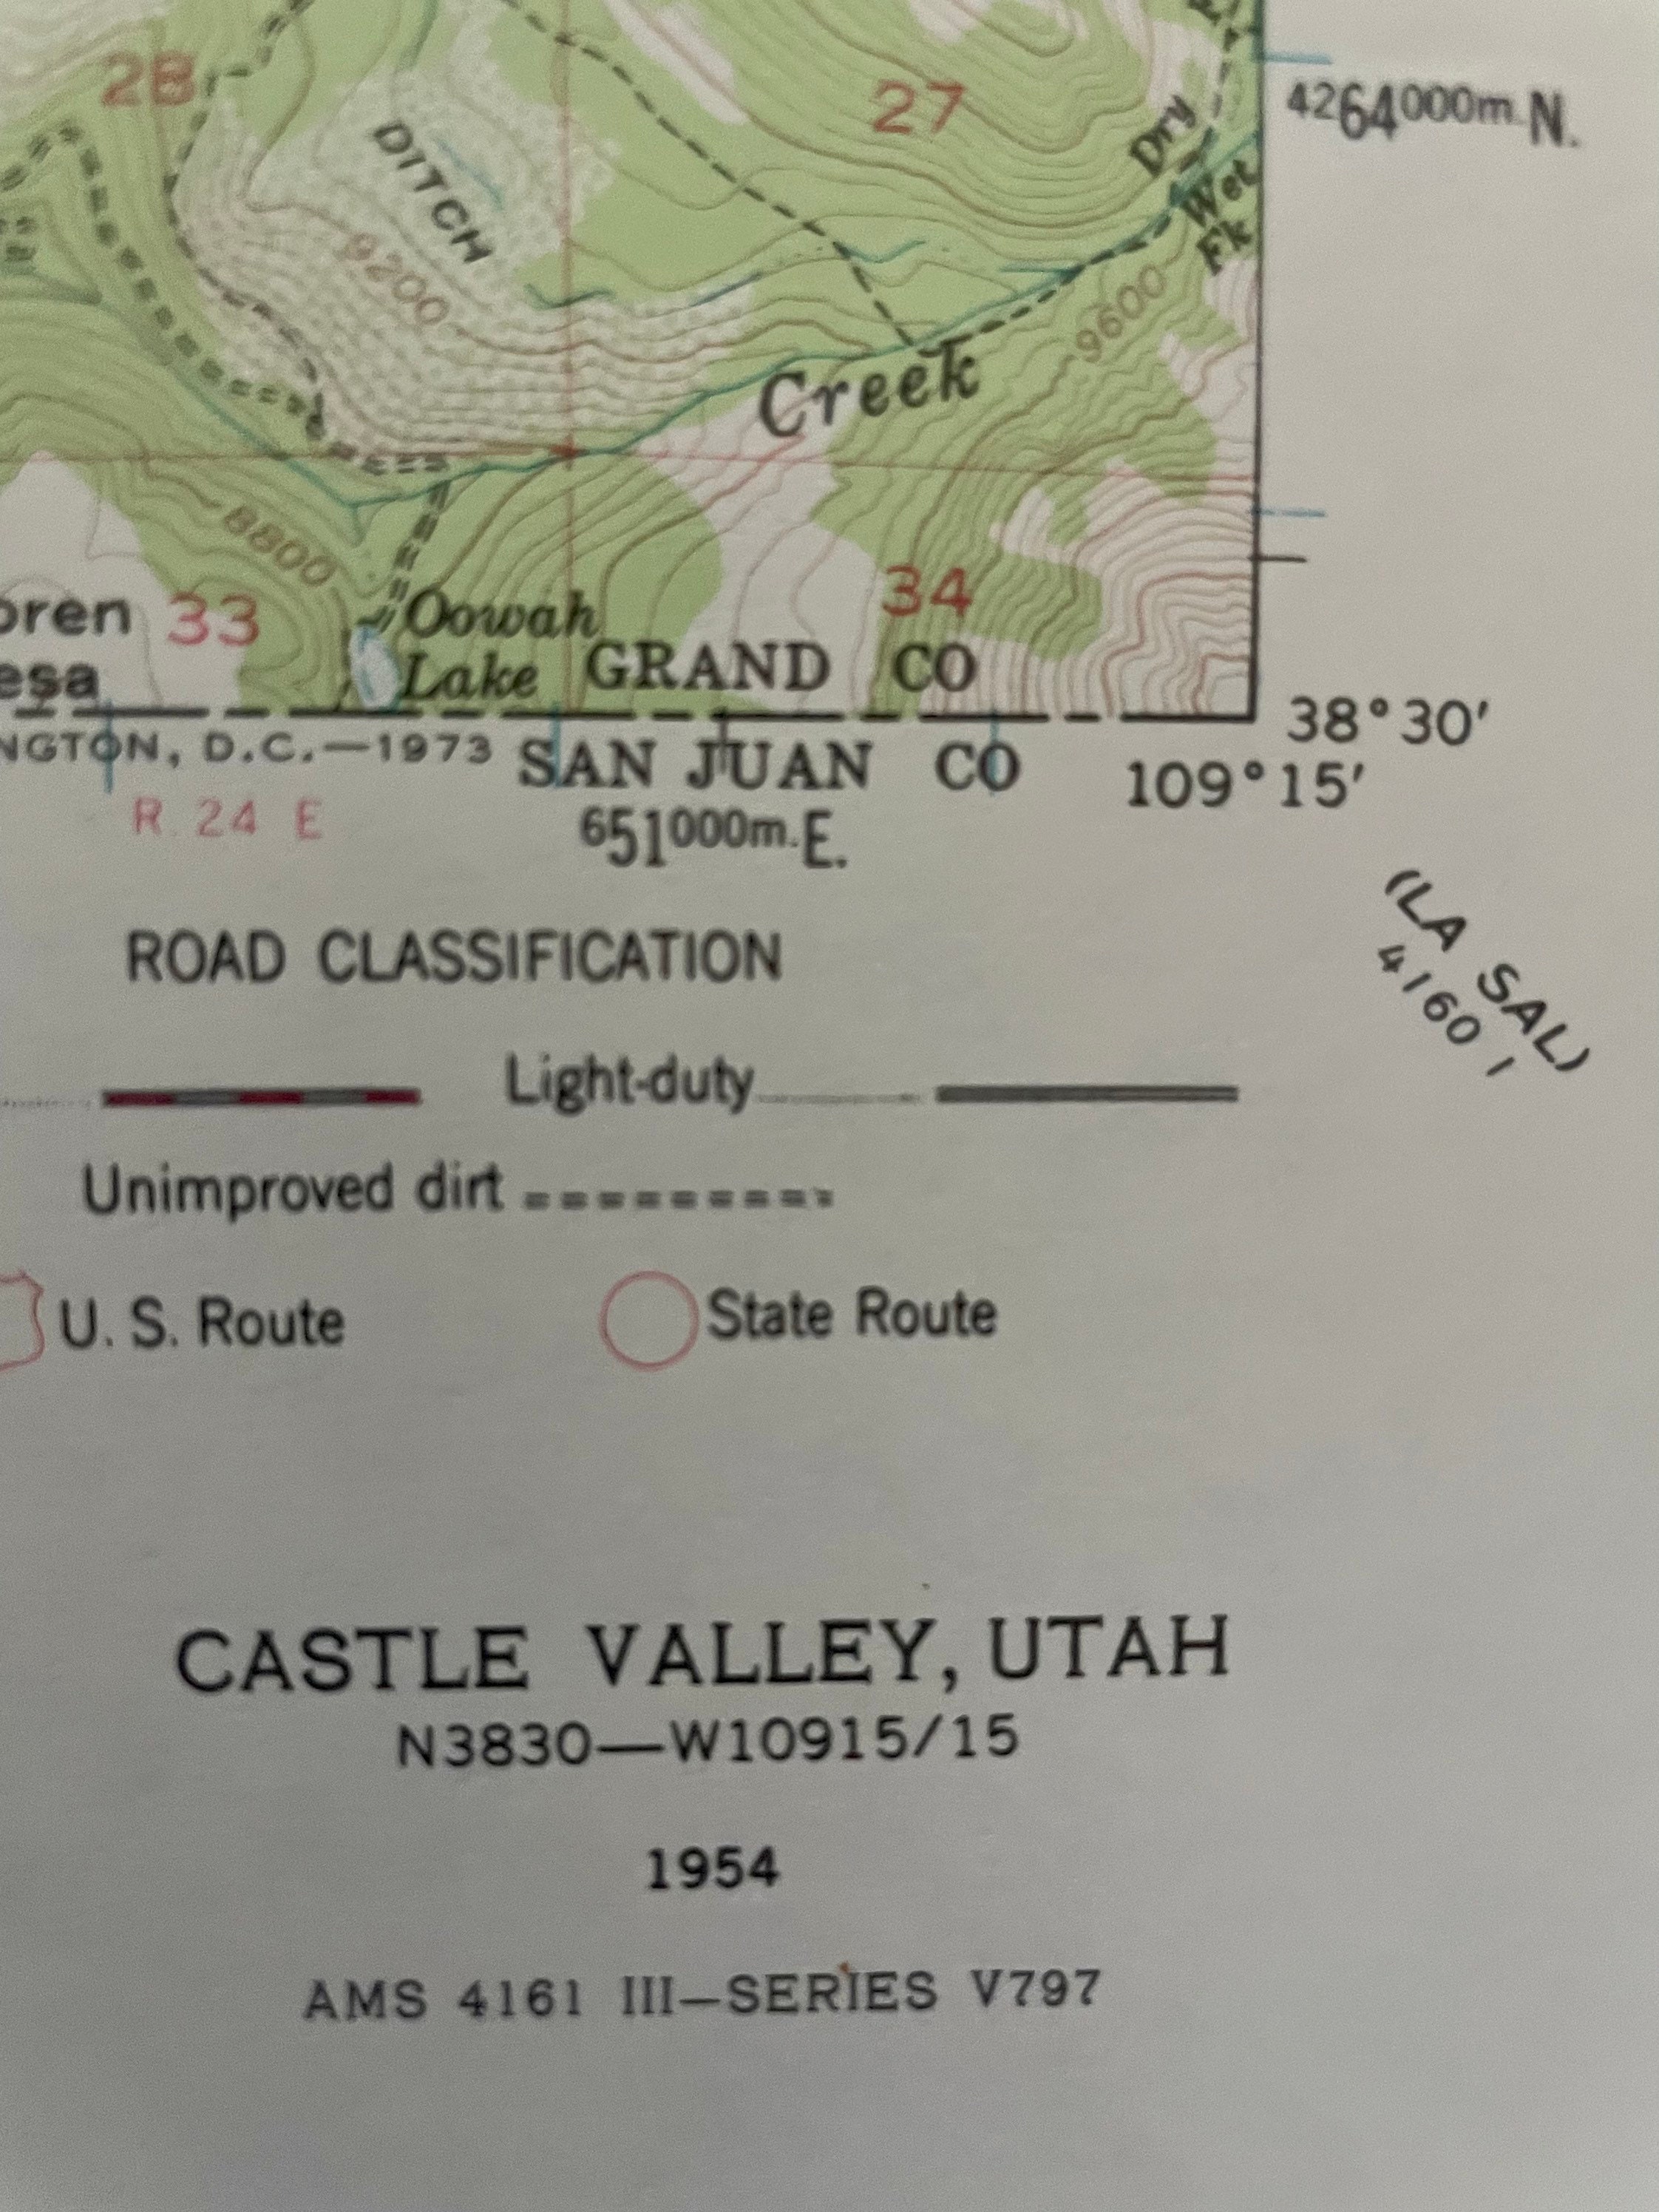 28
27
4264000m.N.
DITCH
Dry
Wet
Fk
9200
9600
Creek
8800
oren 33
esa
Oowah
Lake
34
GRAND CO
38°30′
NGTON, D.C.—1973
SAN JUAN CO
109°15′
R 24 E
651000m.E.
(LA SAL)
4160 I
ROAD CLASSIFICATION
Light-duty
Unimproved dirt
U. S. Route
State Route
CASTLE VALLEY, UTAH
N3830—W10915/15
1954
AMS 4161 III—SERIES V797